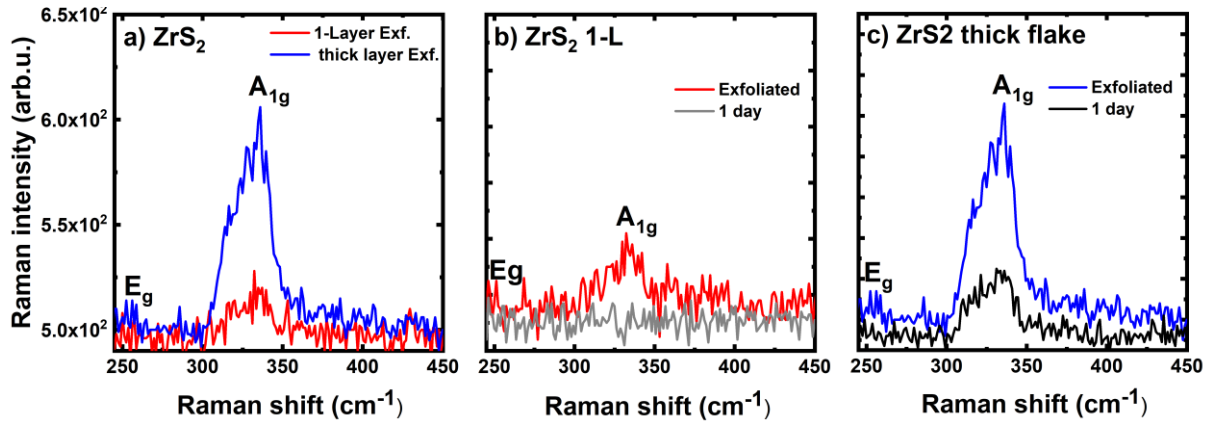 Raman intensity (arb.u.)
6.5x10²
6.0x10²
5.5x10²
5.0x10²
a) ZrS₂
1-Layer Exf.
thick layer Exf.
A₁g
Eg
250 300 350 400 450
Raman shift (cm⁻¹)
b) ZrS₂ 1-L
Exfoliated
1 day
A₁g
Eg
250 300 350 400 450
Raman shift (cm⁻¹)
c) ZrS2 thick flake
Exfoliated
1 day
A₁g
Eg
250 300 350 400 450
Raman shift (cm⁻¹)